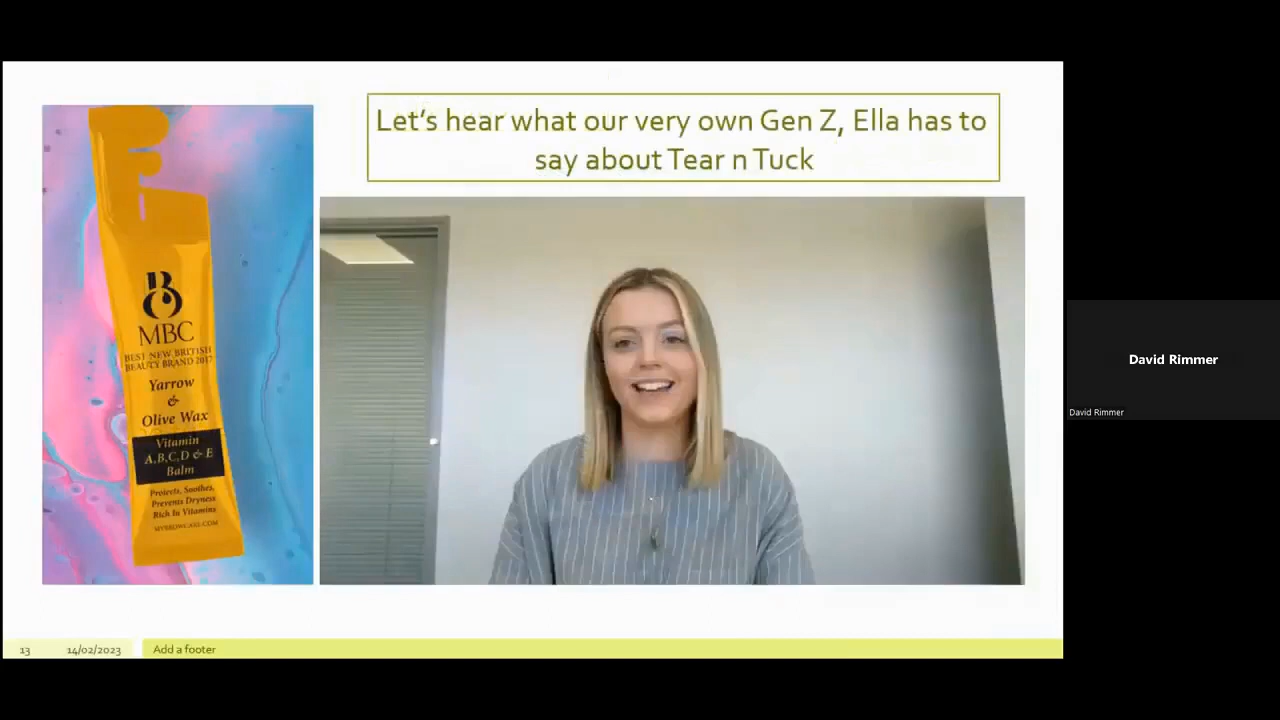 Let's hear what our very own Gen Z, Ella has to
say about Tear n Tuck
B
MBC
BEST NEW BRITISH
BEAUTY BRAND 2017
Yarrow
&
Olive Wax
Vitamin
A,B,C,D & E
Balm
Protects, Soothes,
Prevents Dryness
Rich In Vitamins
MYBROWCARE.COM
David Rimmer
David Rimmer
13 14/02/2023 Add a footer